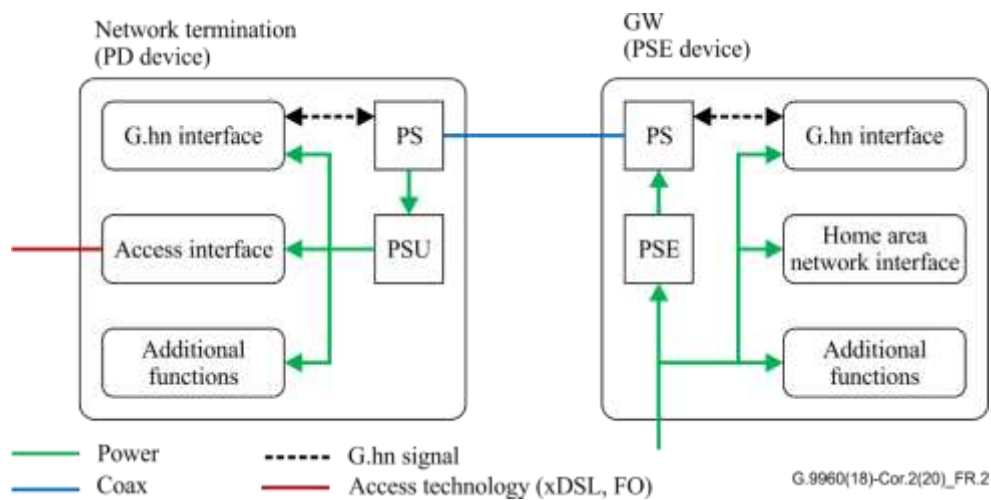 Network termination
(PD device)
GW
(PSE device)
G.hn interface
PS
PS
G.hn interface
Access interface
PSU
PSE
Home area
network interface
Additional
functions
Additional
functions
Power
G.hn signal
Coax
Access technology (xDSL, FO)
G.9960(18)-Cor.2(20)_FR.2